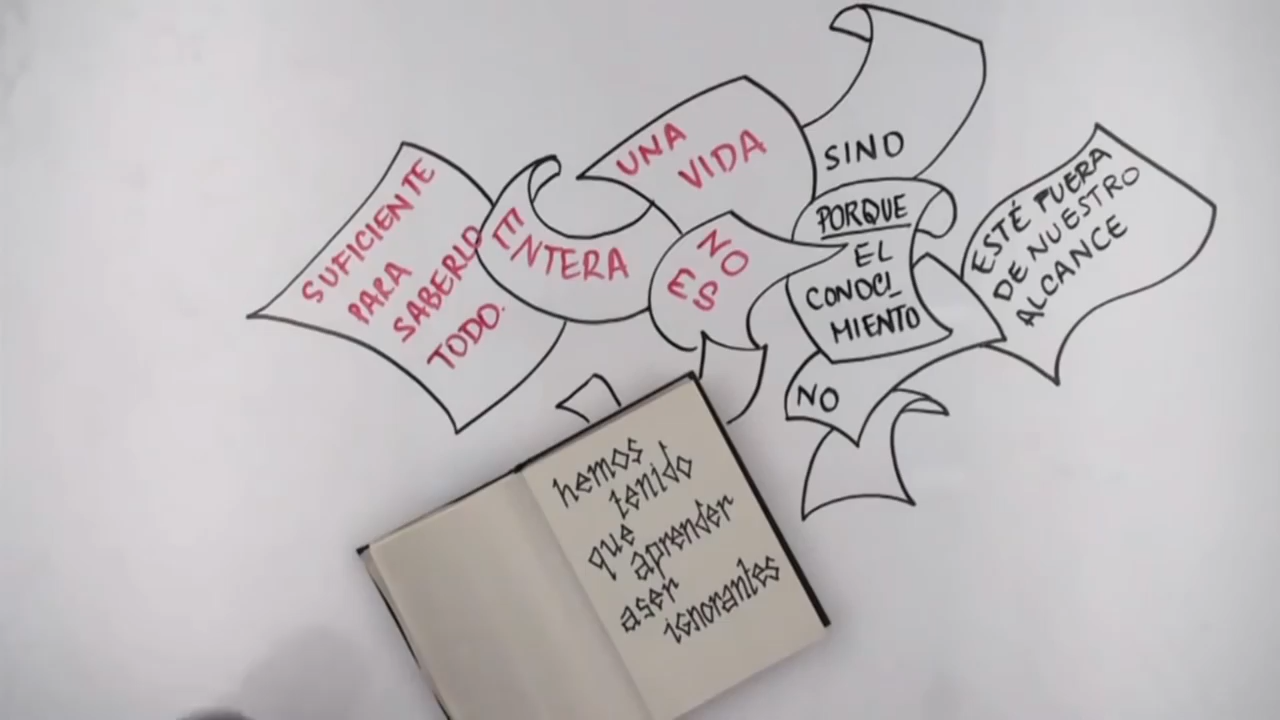 UNA
VIDA
ENTERA
NO
ES
SUFICIENTE
PARA
SABERLO
TODO.
SINO
PORQUE
EL
CONOCI_
MIENTO
NO
ESTÉ FUERA
DE NUESTRO
ALCANCE
hemos
tenido
que
aprender
aser
ignorantes